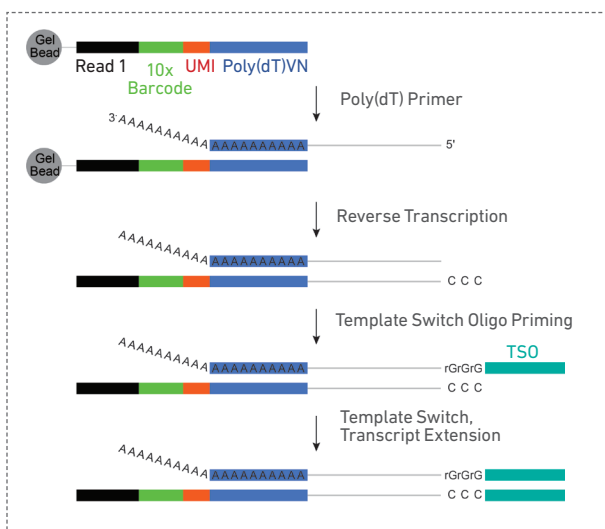 Gel
Bead
Read 1
10x
Barcode
UMI
Poly(dT)VN
Poly(dT) Primer
3'
AAAAAAAAAA
AAAAAAAAAA
5'
Gel
Bead
Reverse Transcription
AAAAAAAAAA
AAAAAAAAAA
C C C
Template Switch Oligo Priming
TSO
AAAAAAAAAA
AAAAAAAAAA
rGrGrG
C C C
Template Switch,
Transcript Extension
AAAAAAAAAA
AAAAAAAAAA
rGrGrG
C C C